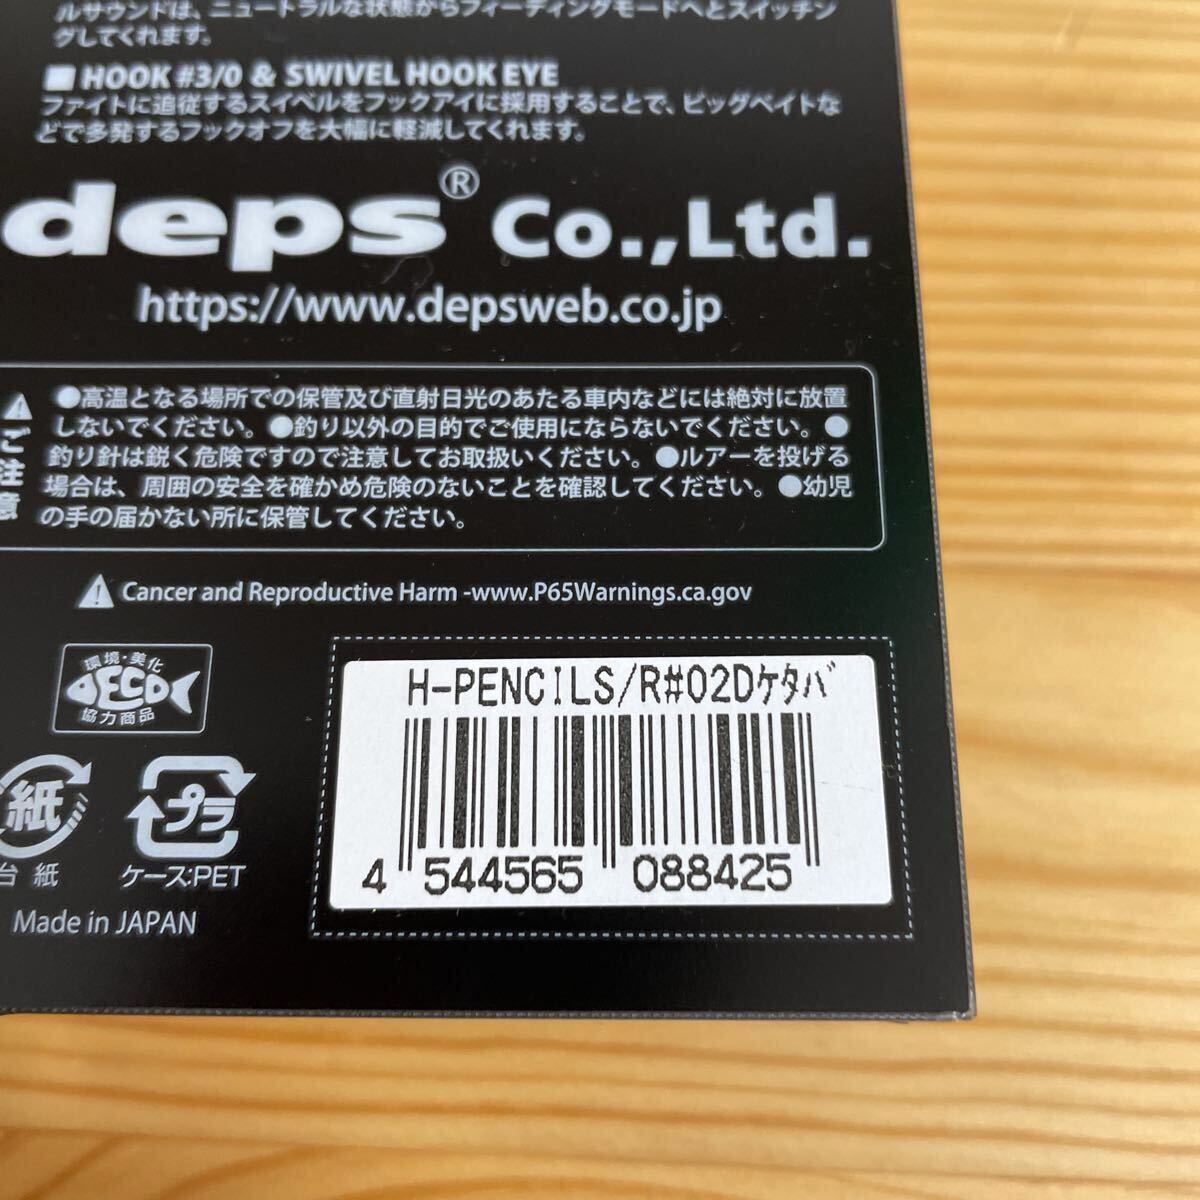 ルサウンドは、ニュートラルな状態からフィーディングモードへとスイッチン
グしてくれます。
■ HOOK #3/0 & SWIVEL HOOK EYE
ファイトに追従するスイベルをフックアイに採用することで、ビッグベイトな
どで多発するフックオフを大幅に軽減してくれます。
deps® Co.,Ltd.
https://www.depsweb.co.jp
ご注意
●高温となる場所での保管及び直射日光のあたる車内などには絶対に放置
しないでください。●釣り以外の目的でご使用にならないでください。●
釣り針は鋭く危険ですので注意してお取扱いください。●ルアーを投げる
場合は、周囲の安全を確かめ危険のないことを確認してください。●幼児
の手の届かない所に保管してください。
Cancer and Reproductive Harm -www.P65Warnings.ca.gov
環境・美化
ECO
協力商品
紙
台紙
プラ
ケース:PET
Made in JAPAN
H-PENCILS/R#02Dケタバ
4 544565 088425